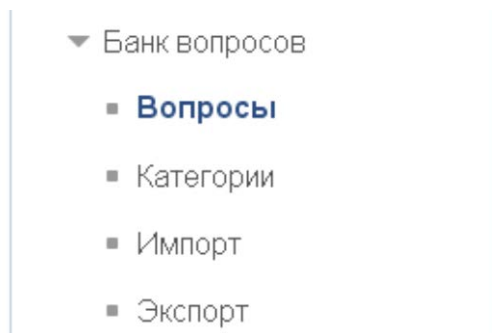 Банк вопросов
Вопросы
Категории
Импорт
Экспорт